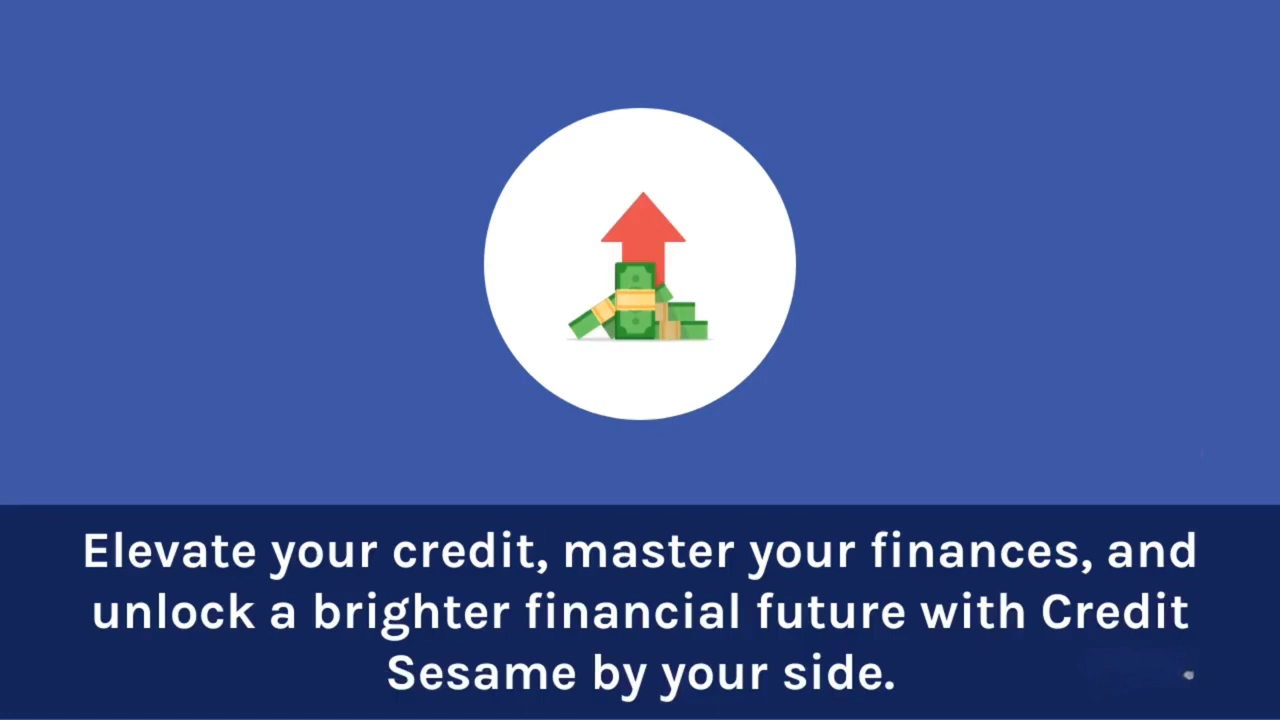 Elevate your credit, master your finances, and
unlock a brighter financial future with Credit
Sesame by your side.